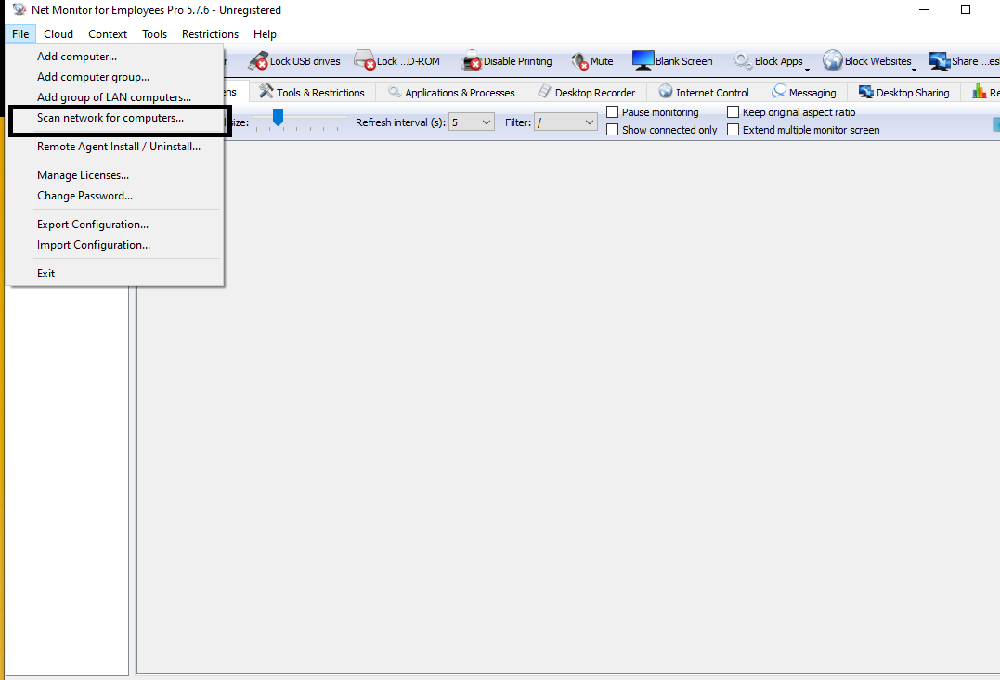 Net Monitor for Employees Pro 5.7.6 - Unregistered
File Cloud Context Tools Restrictions Help
Lock USB drives Lock ...D-ROM Disable Printing Mute Blank Screen Block Apps Block Websites Share ...es
Tools & Restrictions Applications & Processes Desktop Recorder Internet Control Messaging Desktop Sharing Re
size: Refresh interval (s): 5 Filter: / Pause monitoring Keep original aspect ratio
Show connected only Extend multiple monitor screen
Add computer...
Add computer group...
Add group of LAN computers...
Scan network for computers...
Remote Agent Install / Uninstall...
Manage Licenses...
Change Password...
Export Configuration...
Import Configuration...
Exit